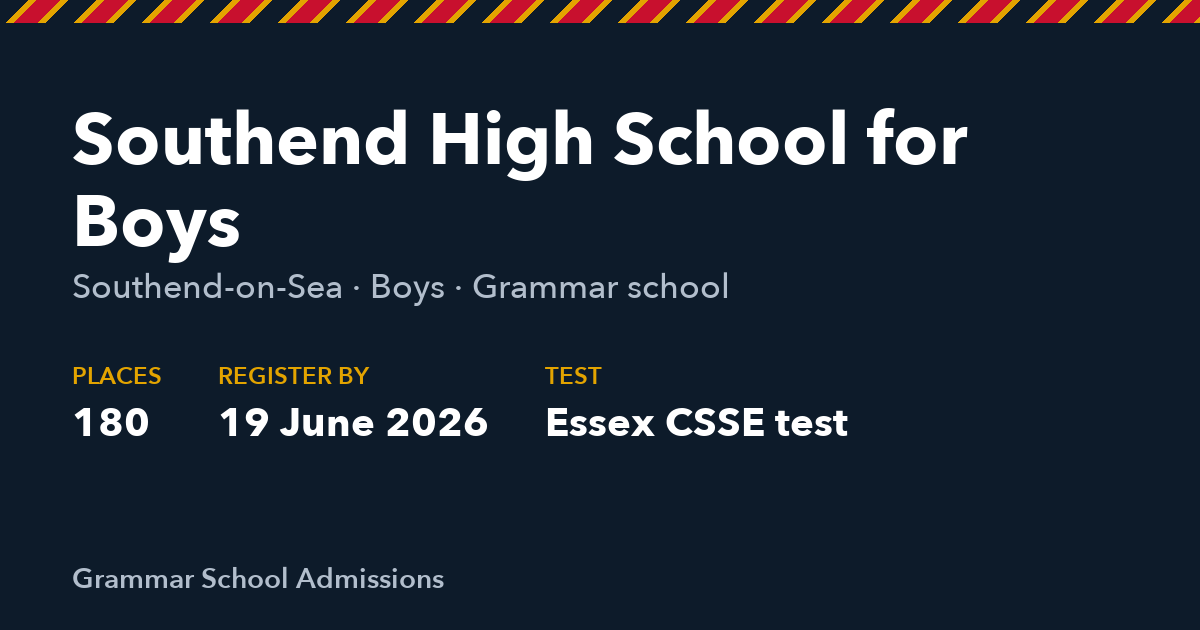 Southend High School for
Boys
Southend-on-Sea · Boys · Grammar school
PLACES REGISTER BY TEST
180 19 June 2026 Essex CSSE test
Grammar School Admissions